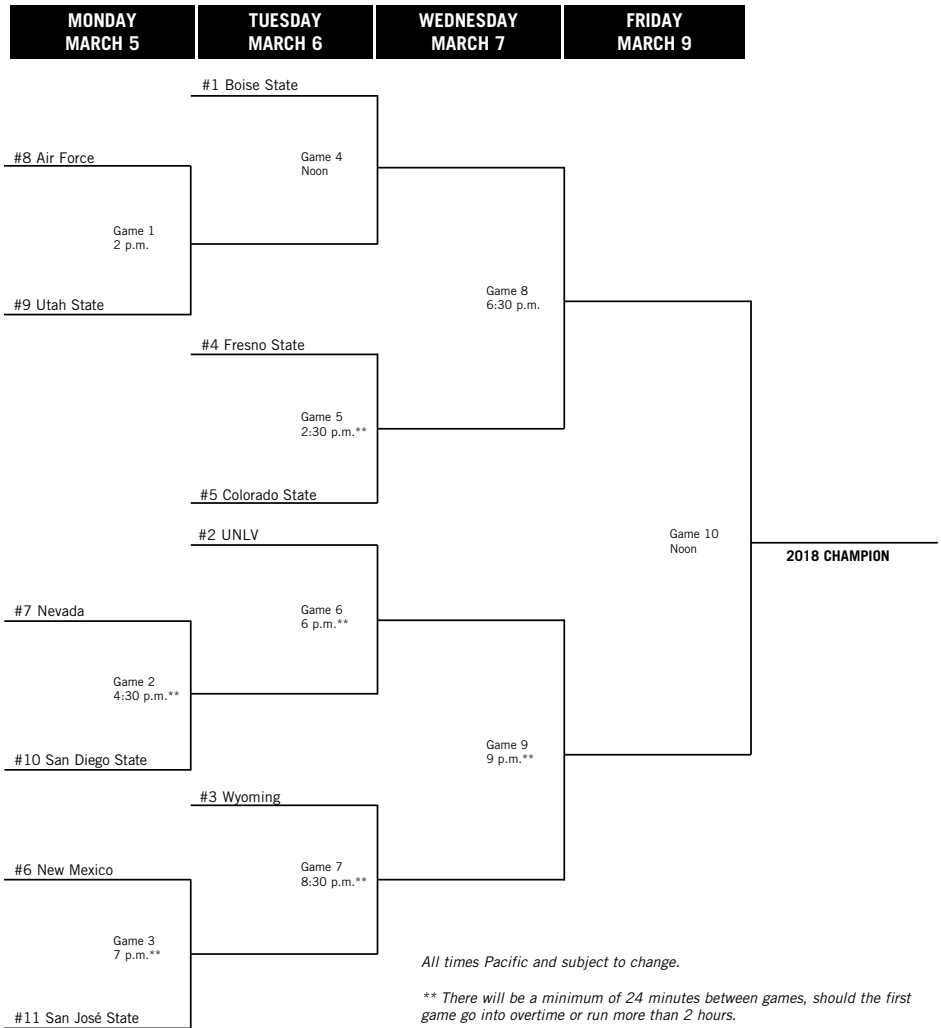 MONDAY
MARCH 5
TUESDAY
MARCH 6
WEDNESDAY
MARCH 7
FRIDAY
MARCH 9
#1 Boise State
#8 Air Force
Game 4
Noon
Game 1
2 p.m.
#9 Utah State
Game 8
6:30 p.m.
#4 Fresno State
Game 5
2:30 p.m.**
#5 Colorado State
#2 UNLV
Game 10
Noon
2018 CHAMPION
#7 Nevada
Game 6
6 p.m.**
Game 2
4:30 p.m.**
#10 San Diego State
Game 9
9 p.m.**
#3 Wyoming
#6 New Mexico
Game 7
8:30 p.m.**
Game 3
7 p.m.**
#11 San José State
All times Pacific and subject to change.
** There will be a minimum of 24 minutes between games, should the first
game go into overtime or run more than 2 hours.